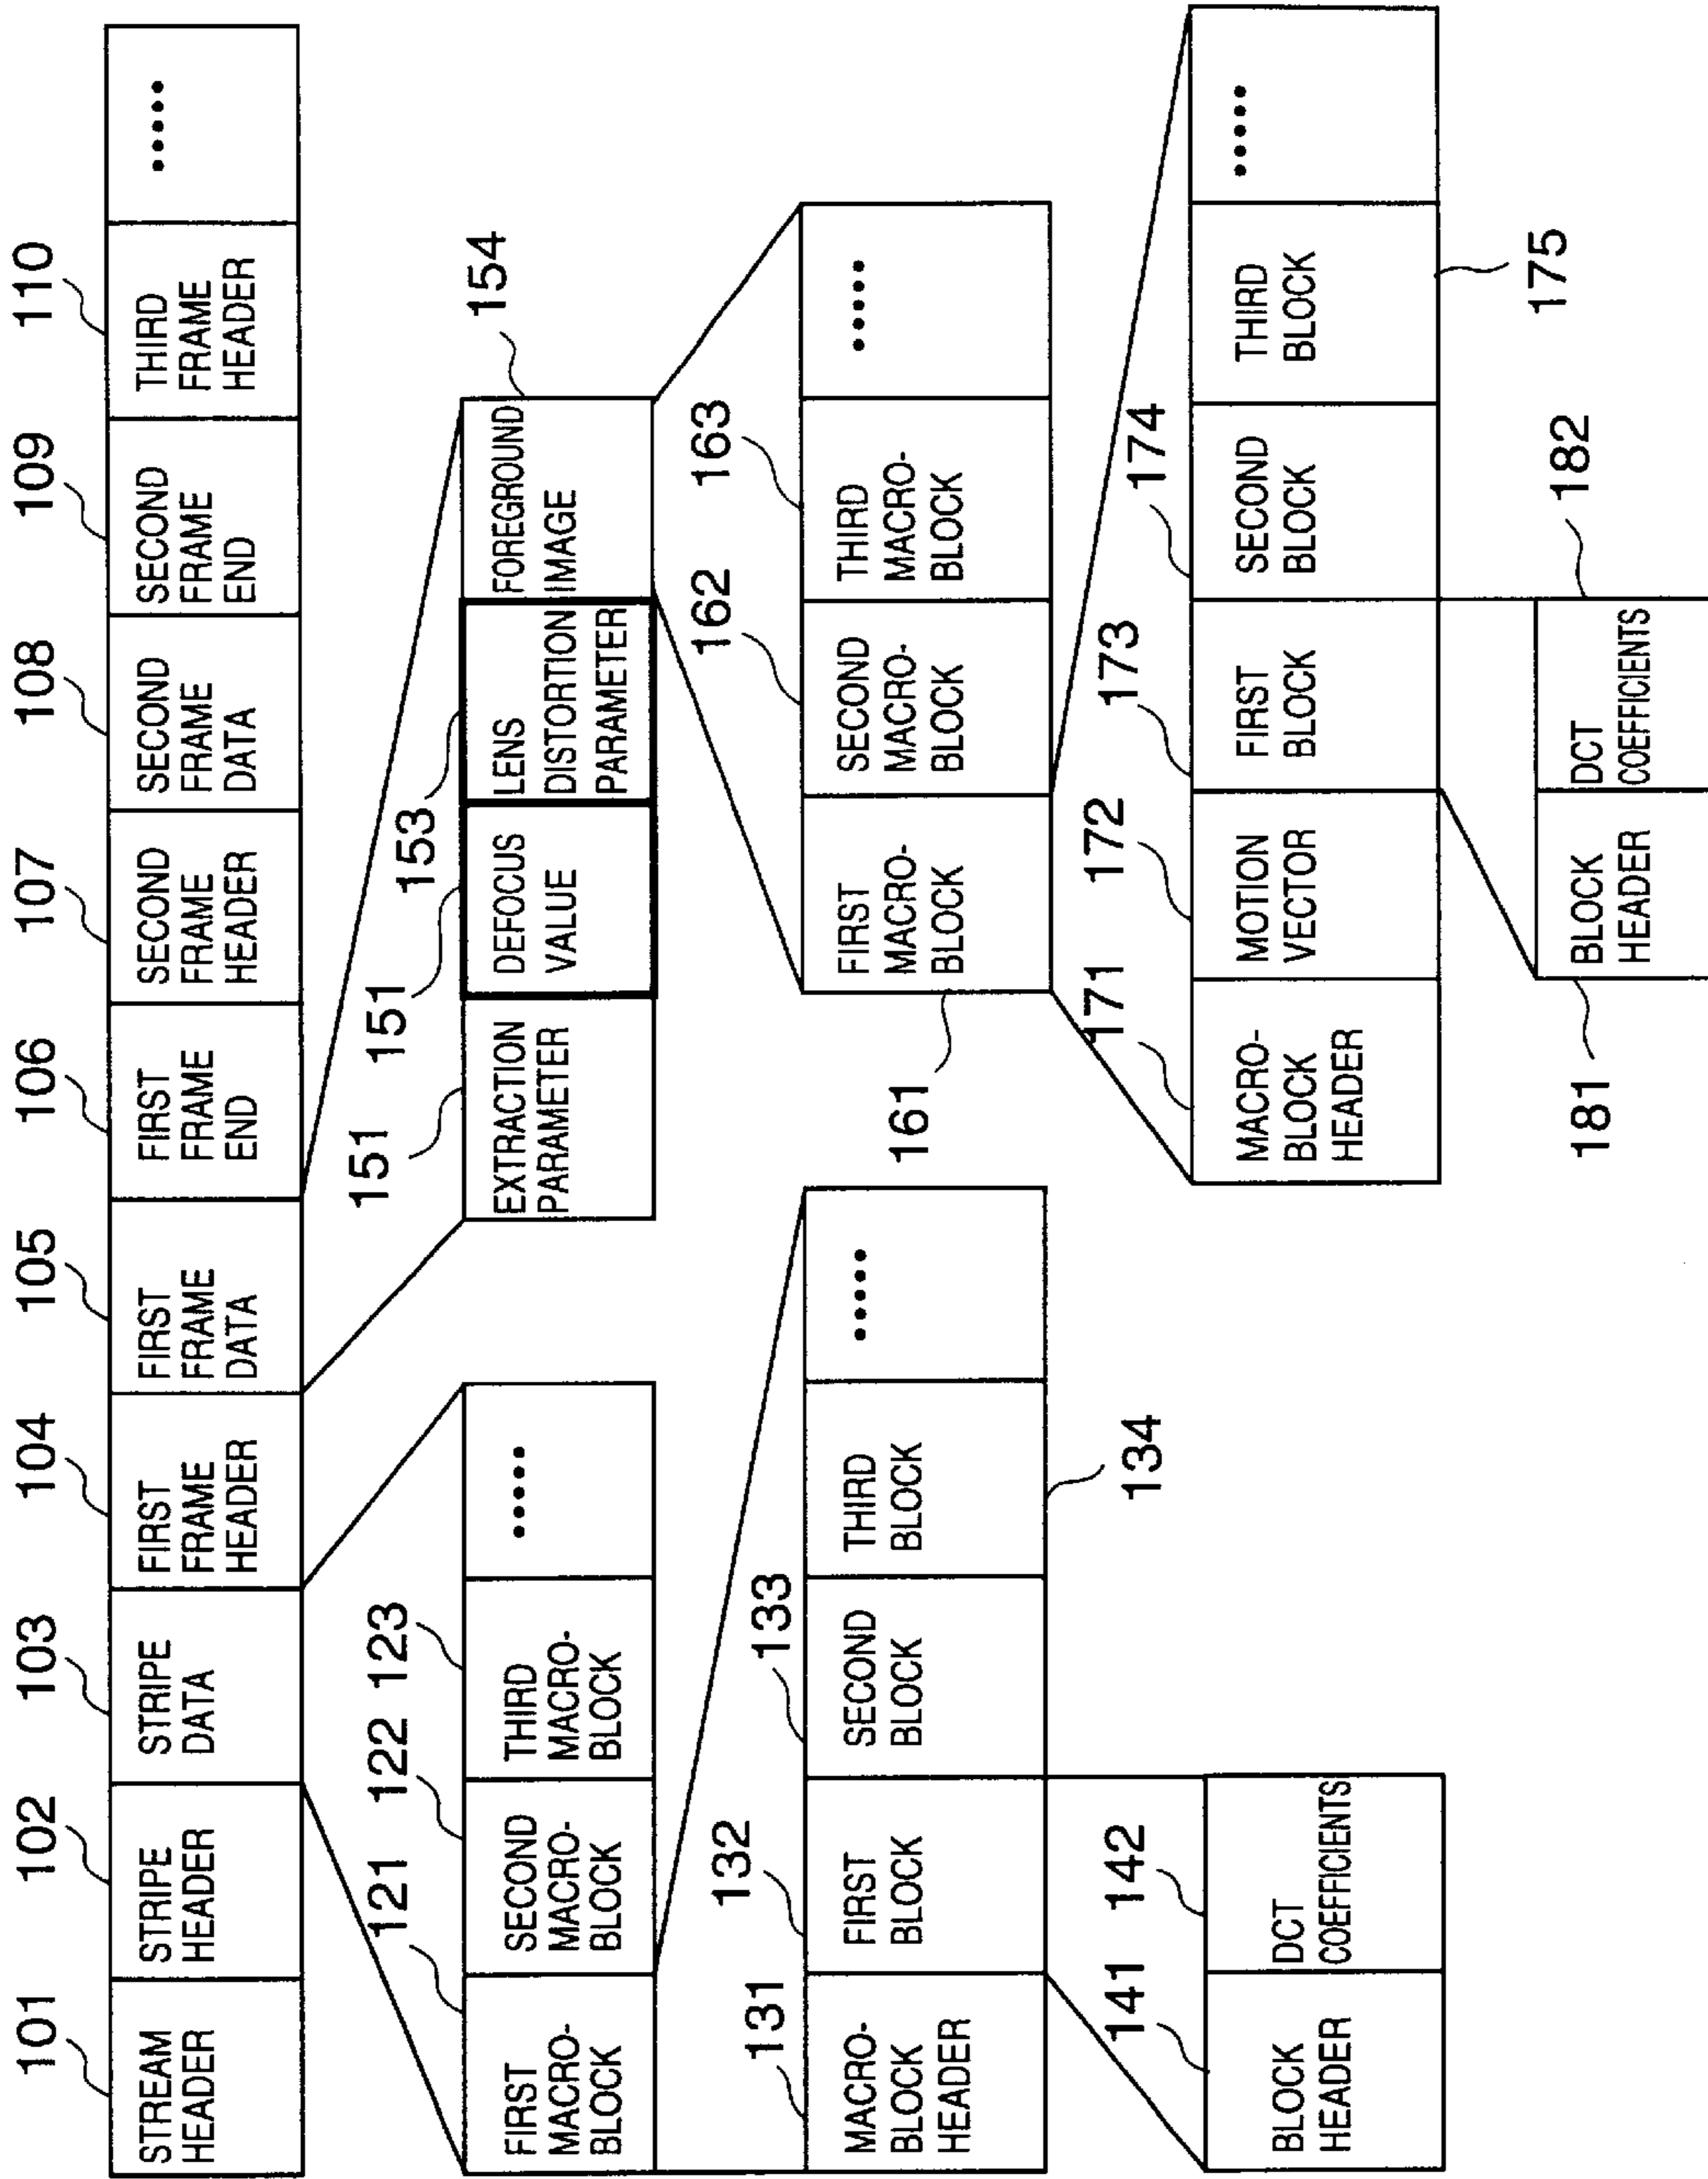 101
102
103
104
105
106
107
108
109
110
STREAM
HEADER
STRIPE
HEADER
STRIPE
DATA
FIRST
FRAME
HEADER
FIRST
FRAME
DATA
FIRST
FRAME
END
SECOND
FRAME
HEADER
SECOND
FRAME
DATA
SECOND
FRAME
END
THIRD
FRAME
HEADER
.....
121
122
123
FIRST
MACRO-
BLOCK
SECOND
MACRO-
BLOCK
THIRD
MACRO-
BLOCK
.....
151
151
153
154
EXTRACTION
PARAMETER
DEFOCUS
VALUE
LENS
DISTORTION
PARAMETER
FOREGROUND
IMAGE
131
132
133
134
MACRO-
BLOCK
HEADER
FIRST
BLOCK
SECOND
BLOCK
THIRD
BLOCK
.....
161
162
163
FIRST
MACRO-
BLOCK
SECOND
MACRO-
BLOCK
THIRD
MACRO-
BLOCK
.....
141
142
BLOCK
HEADER
DCT
COEFFICIENTS
171
172
173
174
175
MACRO-
BLOCK
HEADER
MOTION
VECTOR
FIRST
BLOCK
SECOND
BLOCK
THIRD
BLOCK
.....
181
182
BLOCK
HEADER
DCT
COEFFICIENTS